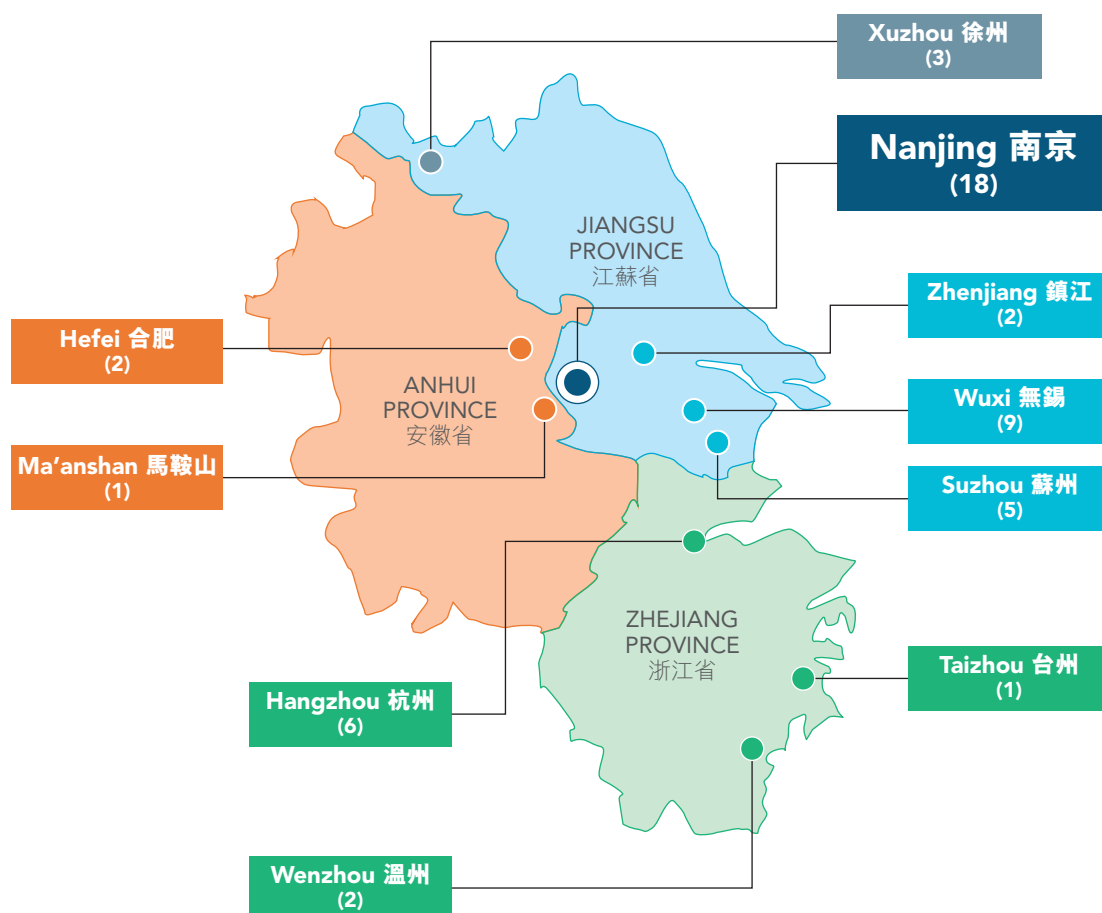 Xuzhou 徐州
(3)
Nanjing 南京
(18)
JIANGSU
PROVINCE
江蘇省
Zhenjiang 鎮江
(2)
Hefei 合肥
(2)
ANHUI
PROVINCE
安徽省
Wuxi 無錫
(9)
Ma'anshan 馬鞍山
(1)
Suzhou 蘇州
(5)
ZHEJIANG
PROVINCE
浙江省
Taizhou 台州
(1)
Hangzhou 杭州
(6)
Wenzhou 溫州
(2)